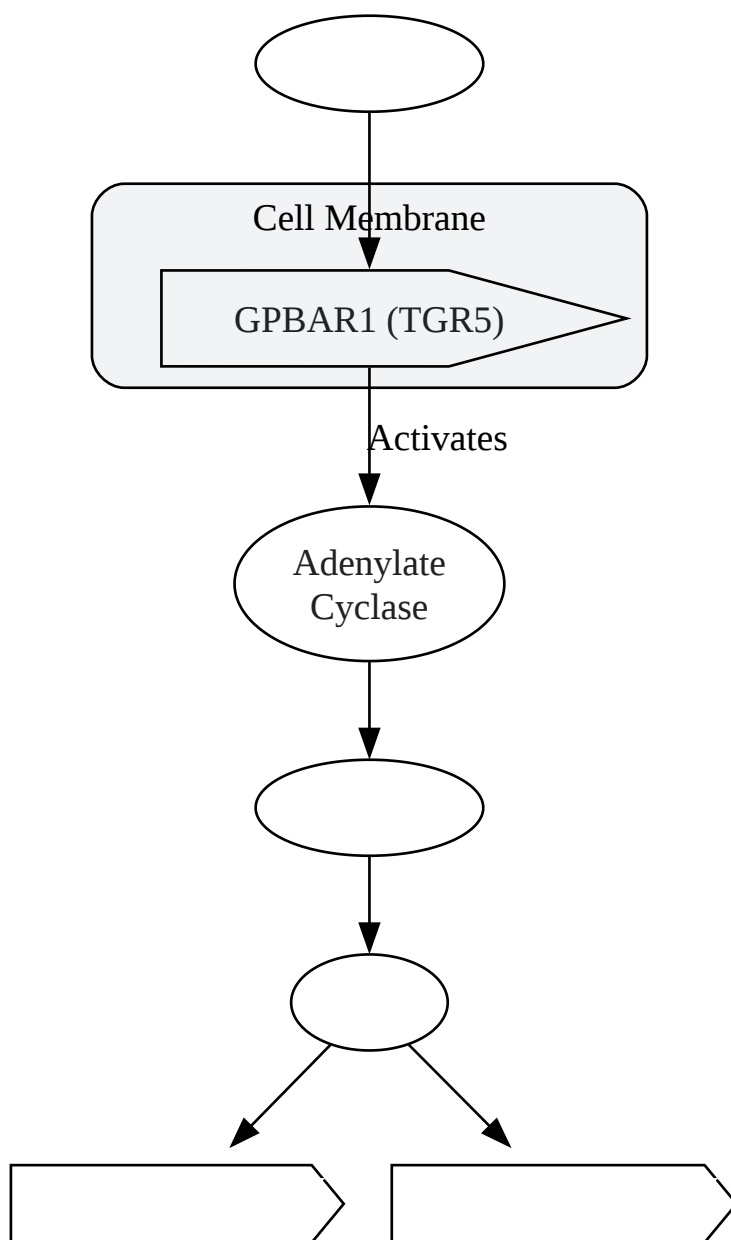 Cell Membrane
GPBAR1 (TGR5)
Activates
Adenylate
Cyclase